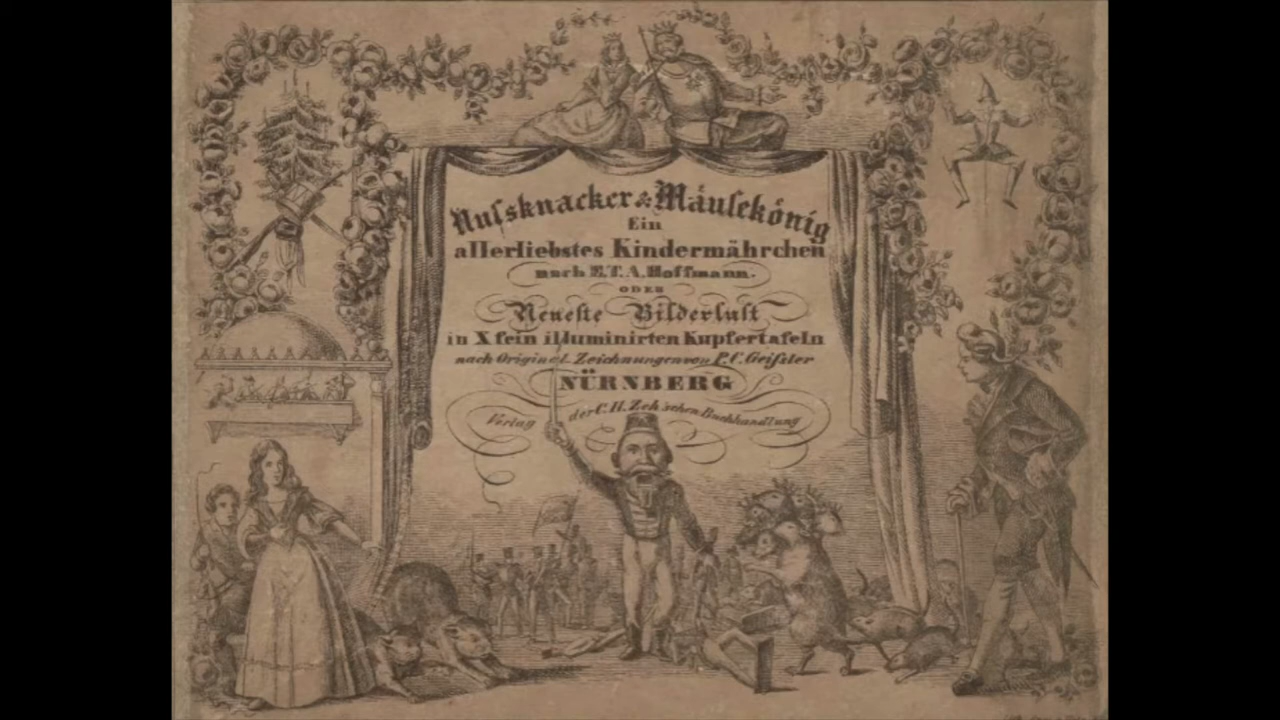 Nuſsknacker & Mäuſekönig
Ein
allerliebstes Kindermährchen
nach E.T.A. Hoffmann.
ODER
Neueſte Bilderluſt
in X fein illuminirten Kupfertafeln
nach Original-Zeichnungen von P.C. Geiſsler
NÜRNBERG
Verlag der C.H. Zeh'schen Buchhandlung